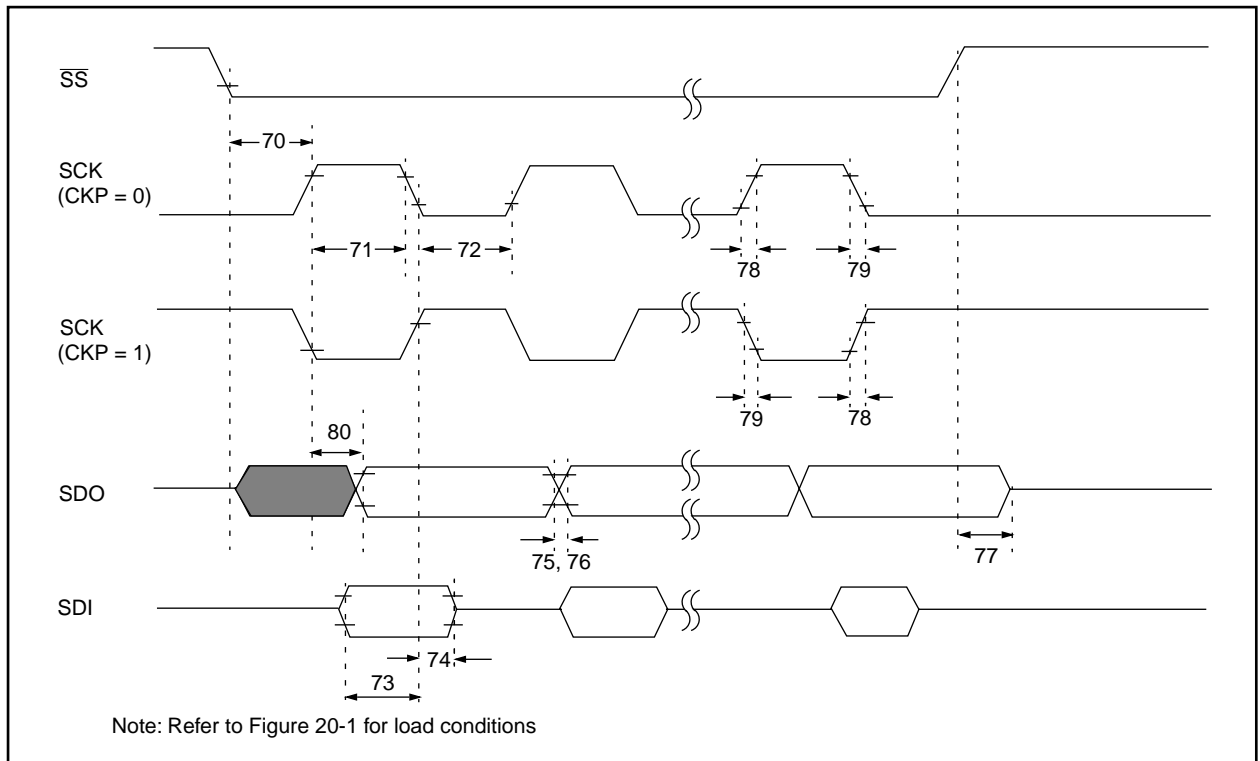 SS
70
SCK
(CKP = 0)
71
72
78
79
SCK
(CKP = 1)
79
78
80
SDO
75, 76
77
SDI
74
73
Note: Refer to Figure 20-1 for load conditions